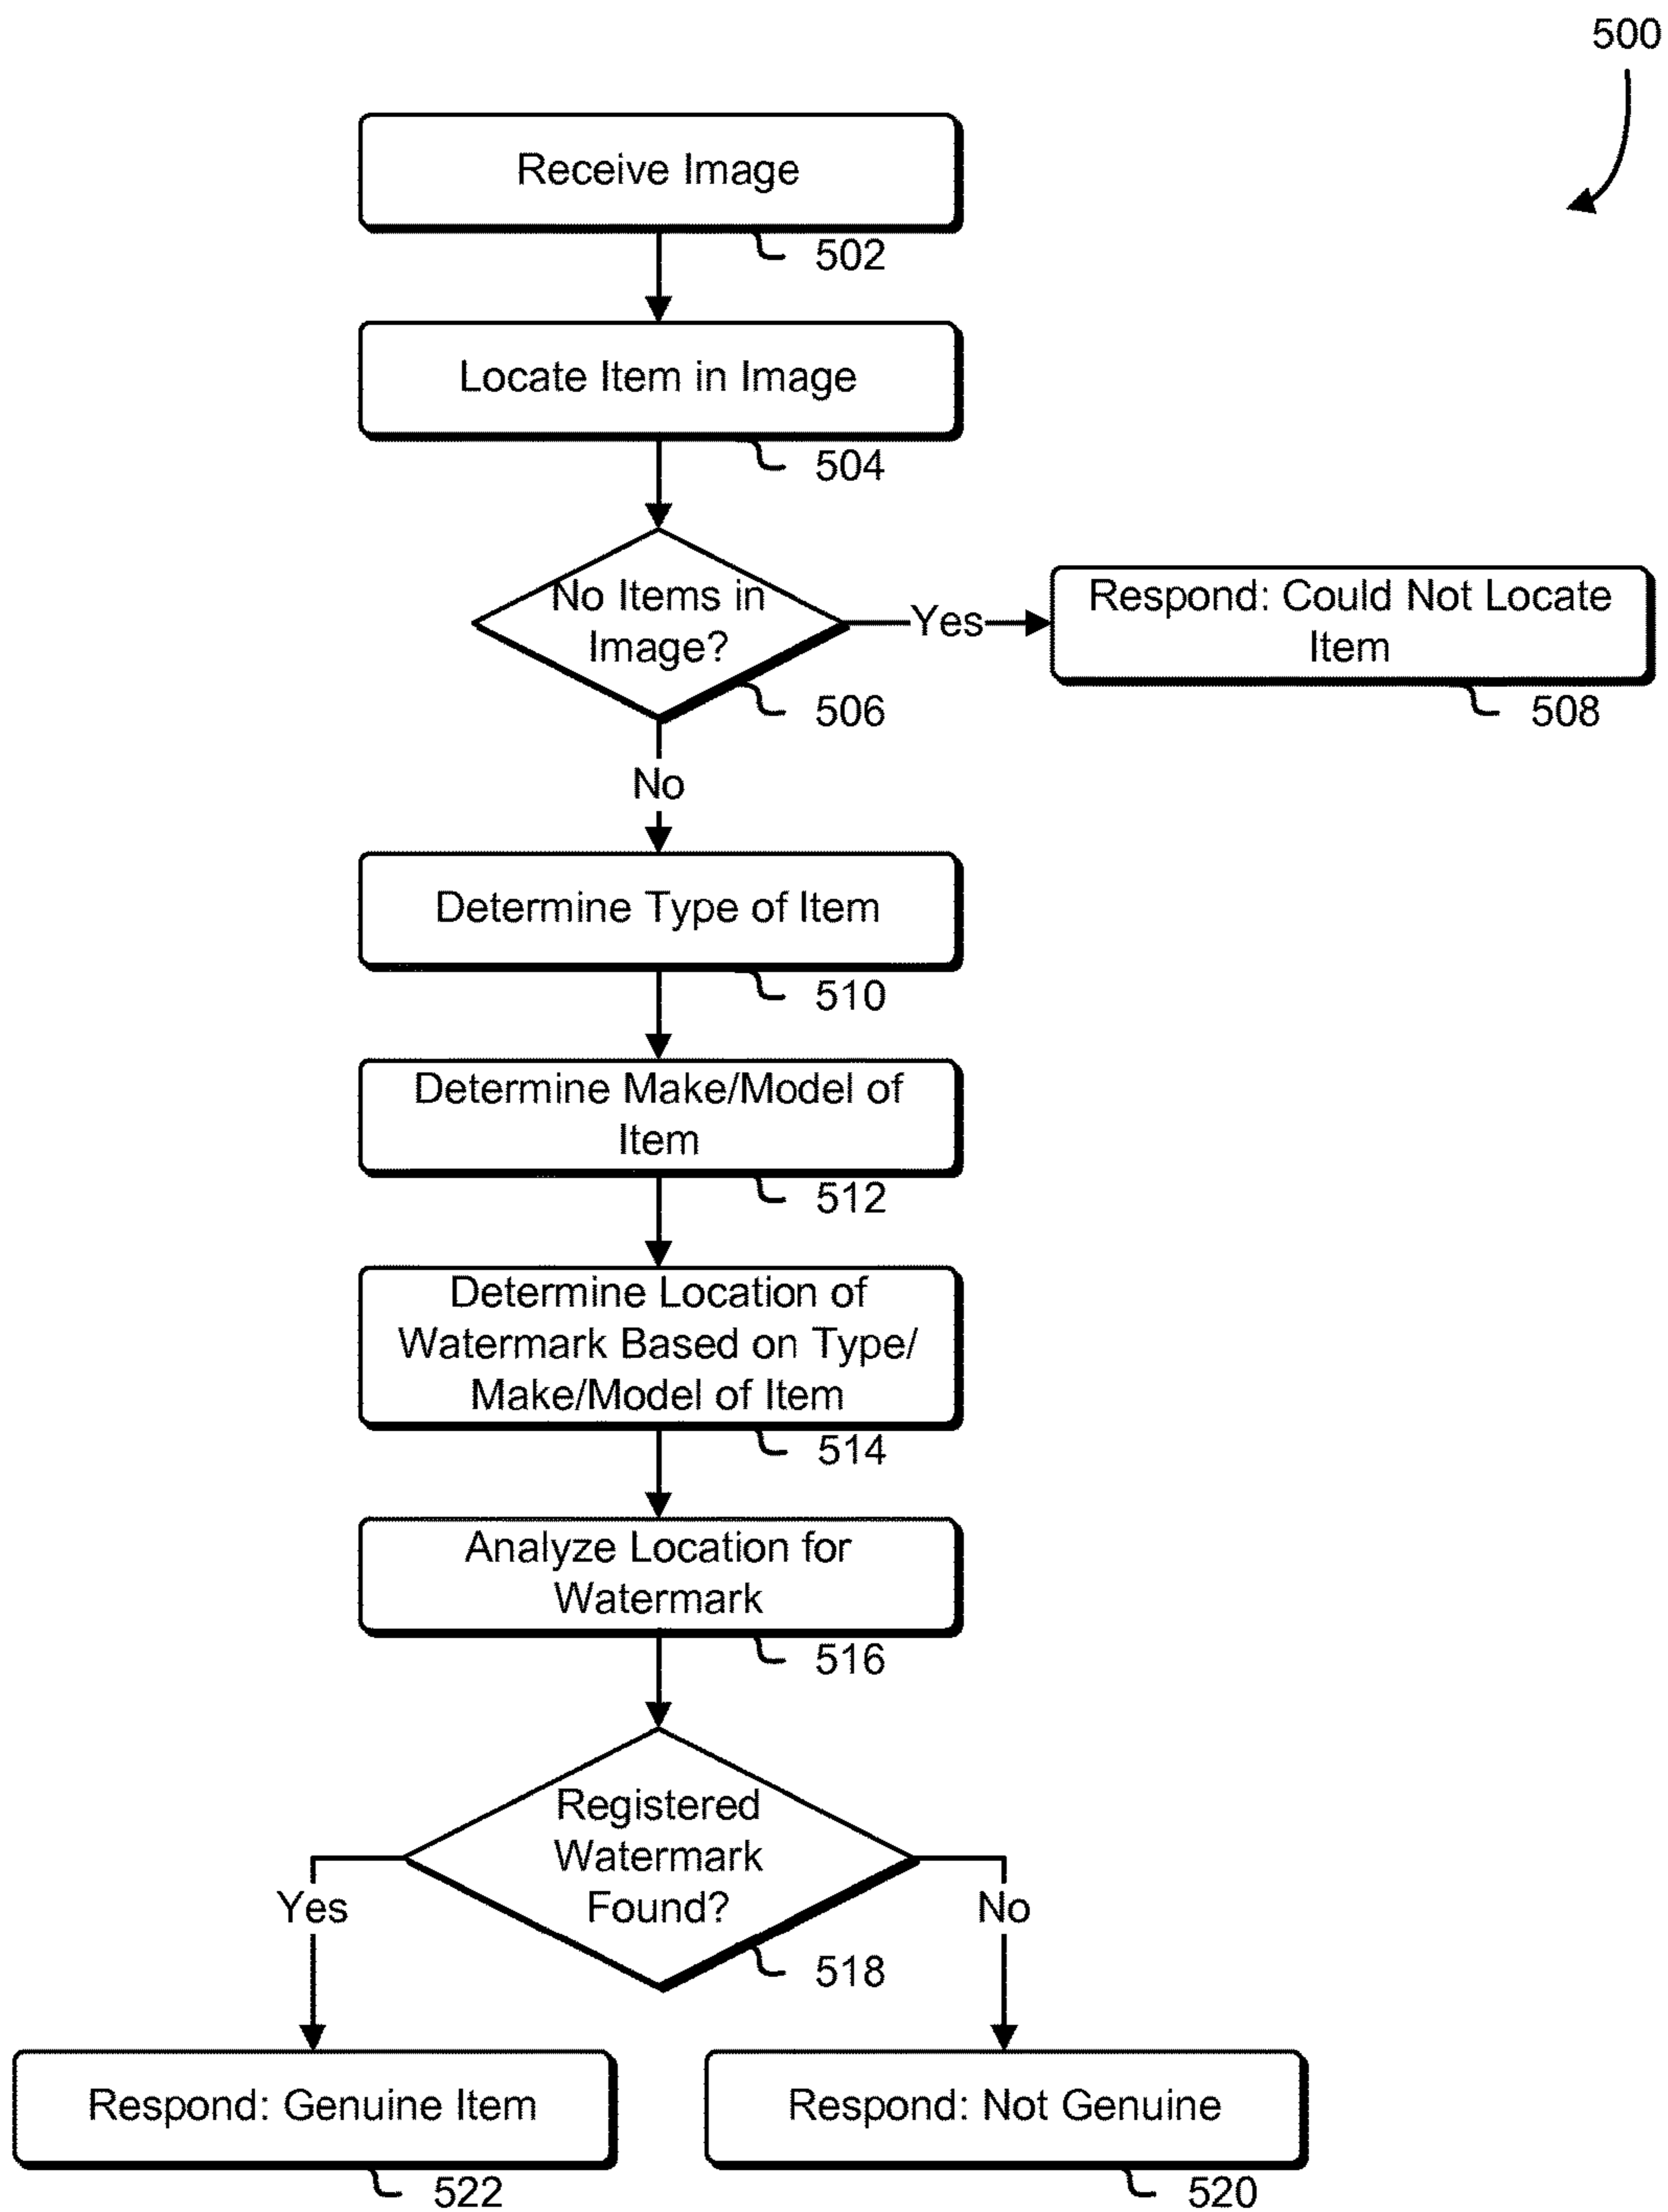 500
Receive Image
502
Locate Item in Image
504
No Items in
Image?
506
Yes
Respond: Could Not Locate
Item
508
No
Determine Type of Item
510
Determine Make/Model of
Item
512
Determine Location of
Watermark Based on Type/
Make/Model of Item
514
Analyze Location for
Watermark
516
Registered
Watermark
Found?
518
Yes
No
Respond: Genuine Item
522
Respond: Not Genuine
520